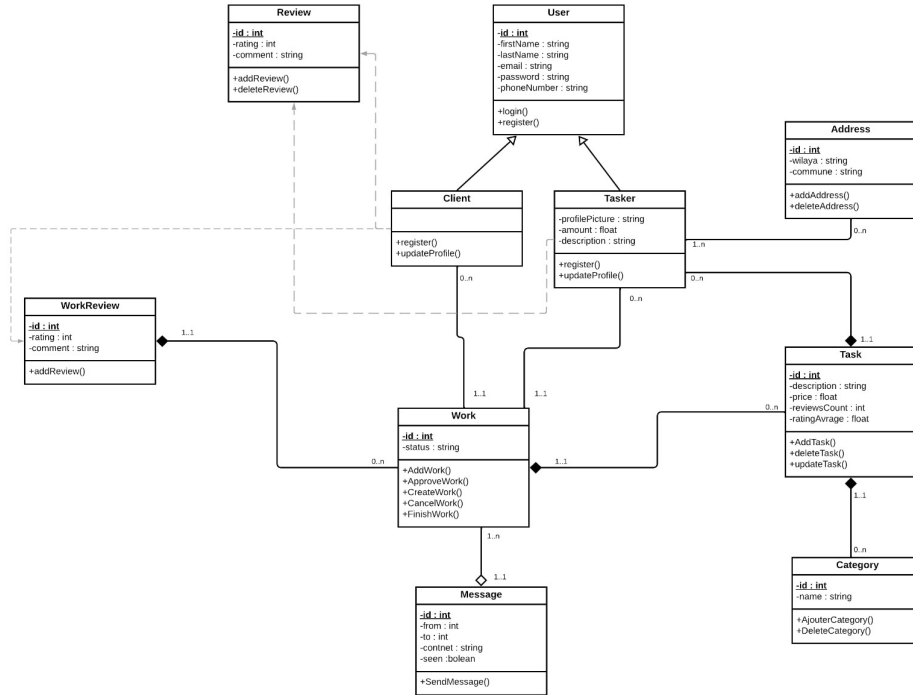 Review
-id : int
-rating : int
-comment : string
+addReview()
+deleteReview()
User
-id : int
-firstName : string
-lastName : string
-email : string
-password : string
-phoneNumber : string
+login()
+register()
Address
-id : int
-wilaya : string
-commune : string
+addAddress()
+deleteAddress()
0..n
Client
+register()
+updateProfile()
0..n
Tasker
-profilePicture : string
-amount : float
-description : string
+register()
+updateProfile()
1..n
0..n
0..n
WorkReview
-id : int
-rating : int
-comment : string
+addReview()
1..1
1..1
Task
-id : int
-description : string
-price : float
-reviewsCount : int
-ratingAvrage : float
+AddTask()
+deleteTask()
+updateTask()
0..n
1..1
1..1
1..1
Work
-id : int
-status : string
+AddWork()
+ApproveWork()
+CreateWork()
+CancelWork()
+FinishWork()
0..n
1..1
1..n
1..1
Message
-id : int
-from : int
-to : int
-contnet : string
-seen :bolean
+SendMessage()
0..n
Category
-id : int
-name : string
+AjouterCategory()
+DeleteCategory()